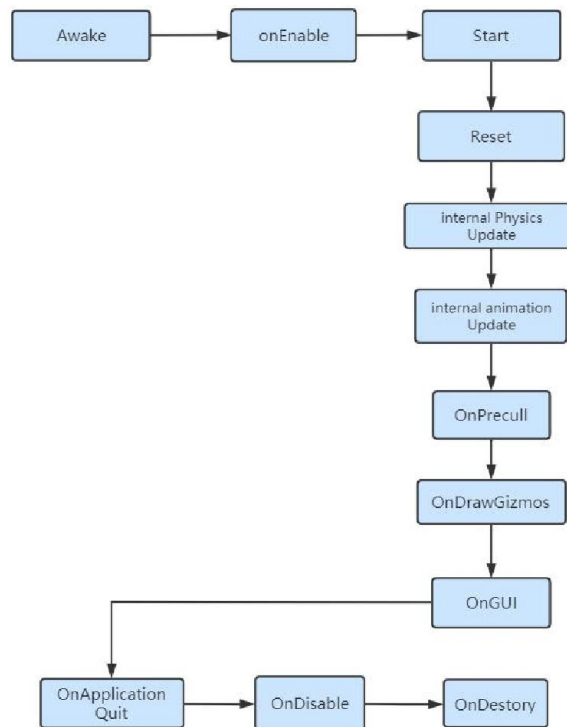 Awake
onEnable
Start
Reset
internal Physics
Update
internal animation
Update
OnPrecull
OnDrawGizmos
OnGUI
OnApplication
Quit
OnDisable
OnDestory